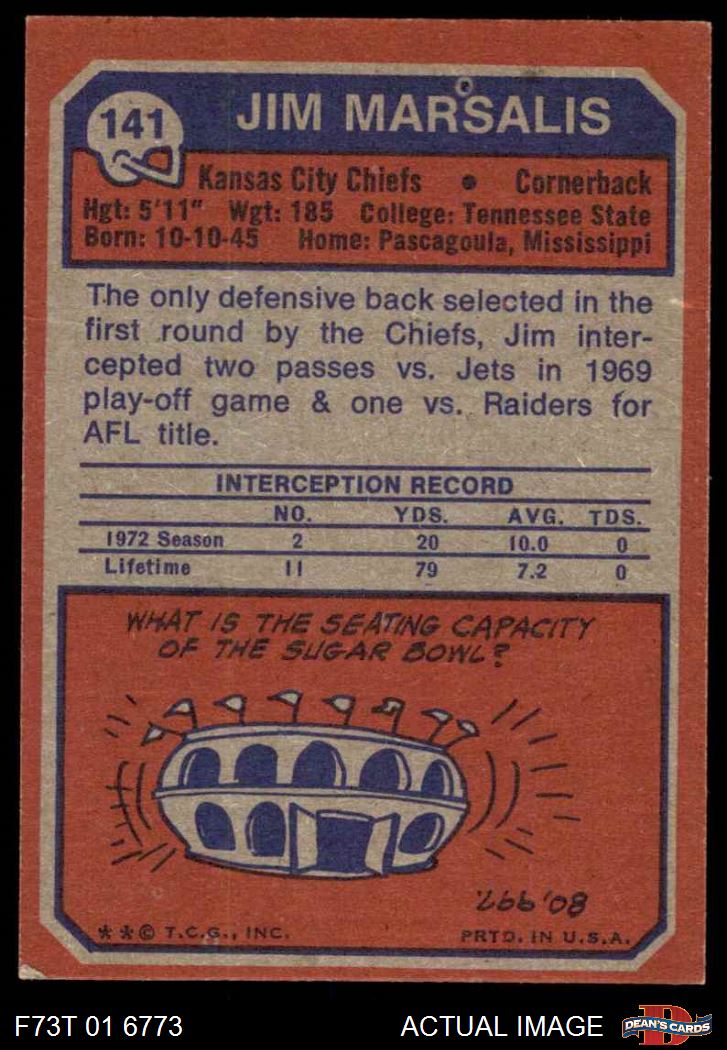 141
JIM MARSALIS
Kansas City Chiefs • Cornerback
Hgt: 5'11" Wgt: 185 College: Tennessee State
Born: 10-10-45 Home: Pascagoula, Mississippi
The only defensive back selected in the
first round by the Chiefs, Jim inter-
cepted two passes vs. Jets in 1969
play-off game & one vs. Raiders for
AFL title.
INTERCEPTION RECORD
NO. YDS. AVG. TDS.
1972 Season 2 20 10.0 0
Lifetime 11 79 7.2 0
WHAT IS THE SEATING CAPACITY
OF THE SUGAR BOWL?
80,997
* * © T.C.G., INC. PRTD. IN U.S.A.
F73T 01 6773 ACTUAL IMAGE D DEAN'S CARDS